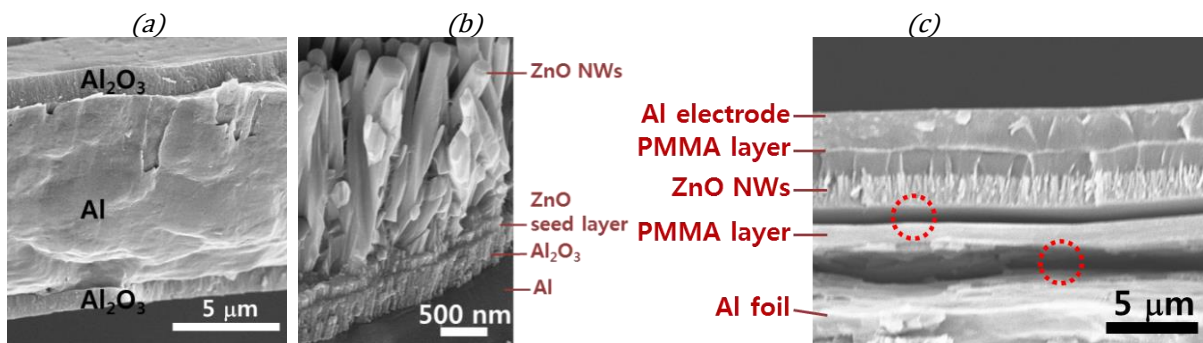 (a)
Al₂O₃
Al
Al₂O₃
5 μm
(b)
ZnO NWs
ZnO
seed layer
Al₂O₃
Al
500 nm
(c)
Al electrode
PMMA layer
ZnO NWs
PMMA layer
Al foil
5 μm